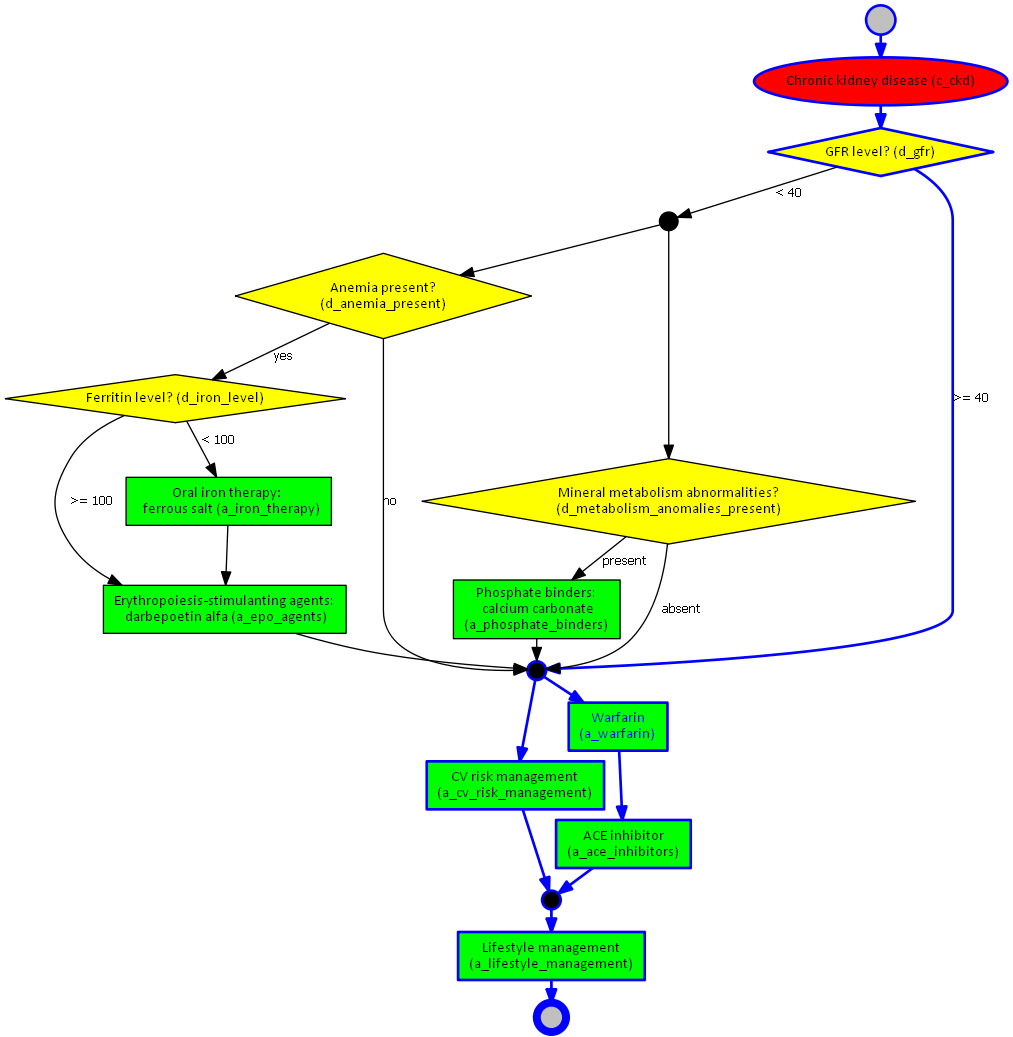 Chronic kidney disease (c_ckd)
GFR level? (d_gfr)
< 40
Anemia present?
(d_anemia_present)
yes
Ferritin level? (d_iron_level)
>= 40
< 100
Oral iron therapy:
ferrous salt (a_iron_therapy)
>= 100
no
Mineral metabolism abnormalities?
(d_metabolism_anomalies_present)
present
Phosphate binders:
calcium carbonate
(a_phosphate_binders)
absent
Erythropoiesis-stimulanting agents:
darbepoetin alfa (a_epo_agents)
Warfarin
(a_warfarin)
CV risk management
(a_cv_risk_management)
ACE inhibitor
(a_ace_inhibitors)
Lifestyle management
(a_lifestyle_management)